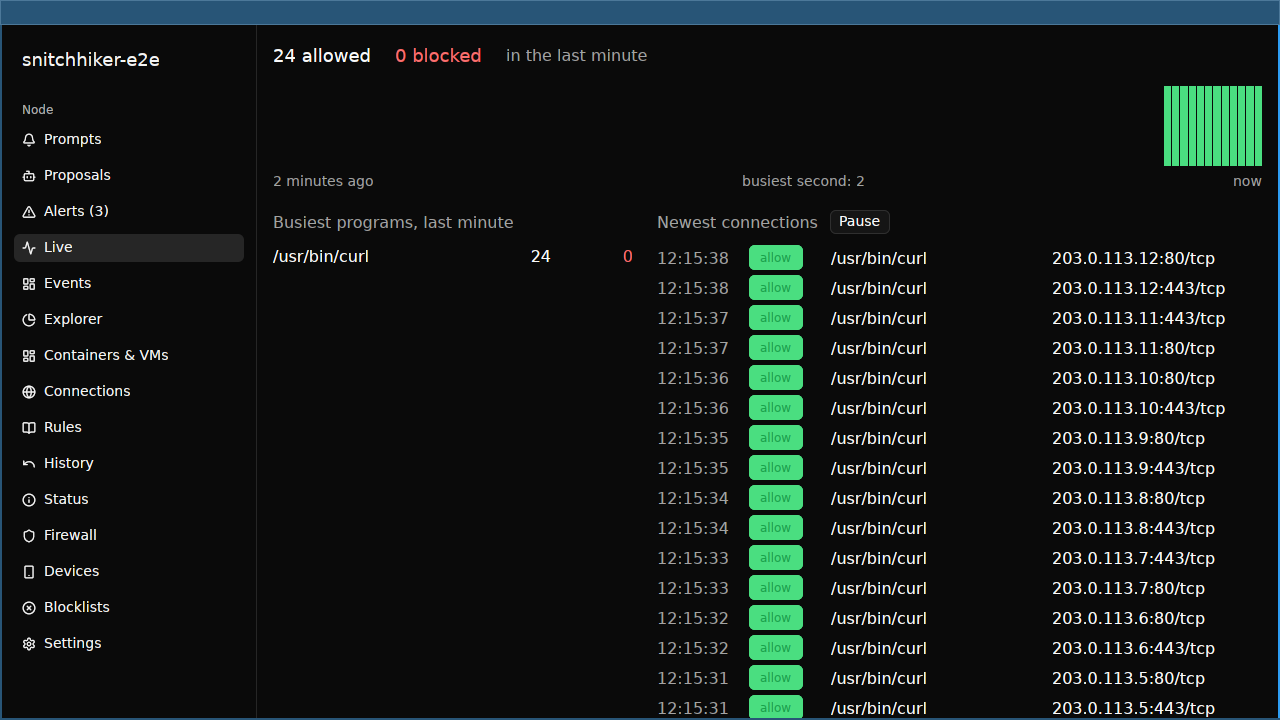 snitchhiker-e2e
Node
Prompts
Proposals
Alerts (3)
Live
Events
Explorer
Containers & VMs
Connections
Rules
History
Status
Firewall
Devices
Blocklists
Settings
24 allowed 0 blocked in the last minute
2 minutes ago busiest second: 2 now
Busiest programs, last minute
/usr/bin/curl 24 0
Newest connections Pause
12:15:38 allow /usr/bin/curl 203.0.113.12:80/tcp
12:15:38 allow /usr/bin/curl 203.0.113.12:443/tcp
12:15:37 allow /usr/bin/curl 203.0.113.11:443/tcp
12:15:37 allow /usr/bin/curl 203.0.113.11:80/tcp
12:15:36 allow /usr/bin/curl 203.0.113.10:80/tcp
12:15:36 allow /usr/bin/curl 203.0.113.10:443/tcp
12:15:35 allow /usr/bin/curl 203.0.113.9:80/tcp
12:15:35 allow /usr/bin/curl 203.0.113.9:443/tcp
12:15:34 allow /usr/bin/curl 203.0.113.8:80/tcp
12:15:34 allow /usr/bin/curl 203.0.113.8:443/tcp
12:15:33 allow /usr/bin/curl 203.0.113.7:443/tcp
12:15:33 allow /usr/bin/curl 203.0.113.7:80/tcp
12:15:32 allow /usr/bin/curl 203.0.113.6:80/tcp
12:15:32 allow /usr/bin/curl 203.0.113.6:443/tcp
12:15:31 allow /usr/bin/curl 203.0.113.5:80/tcp
12:15:31 allow /usr/bin/curl 203.0.113.5:443/tcp